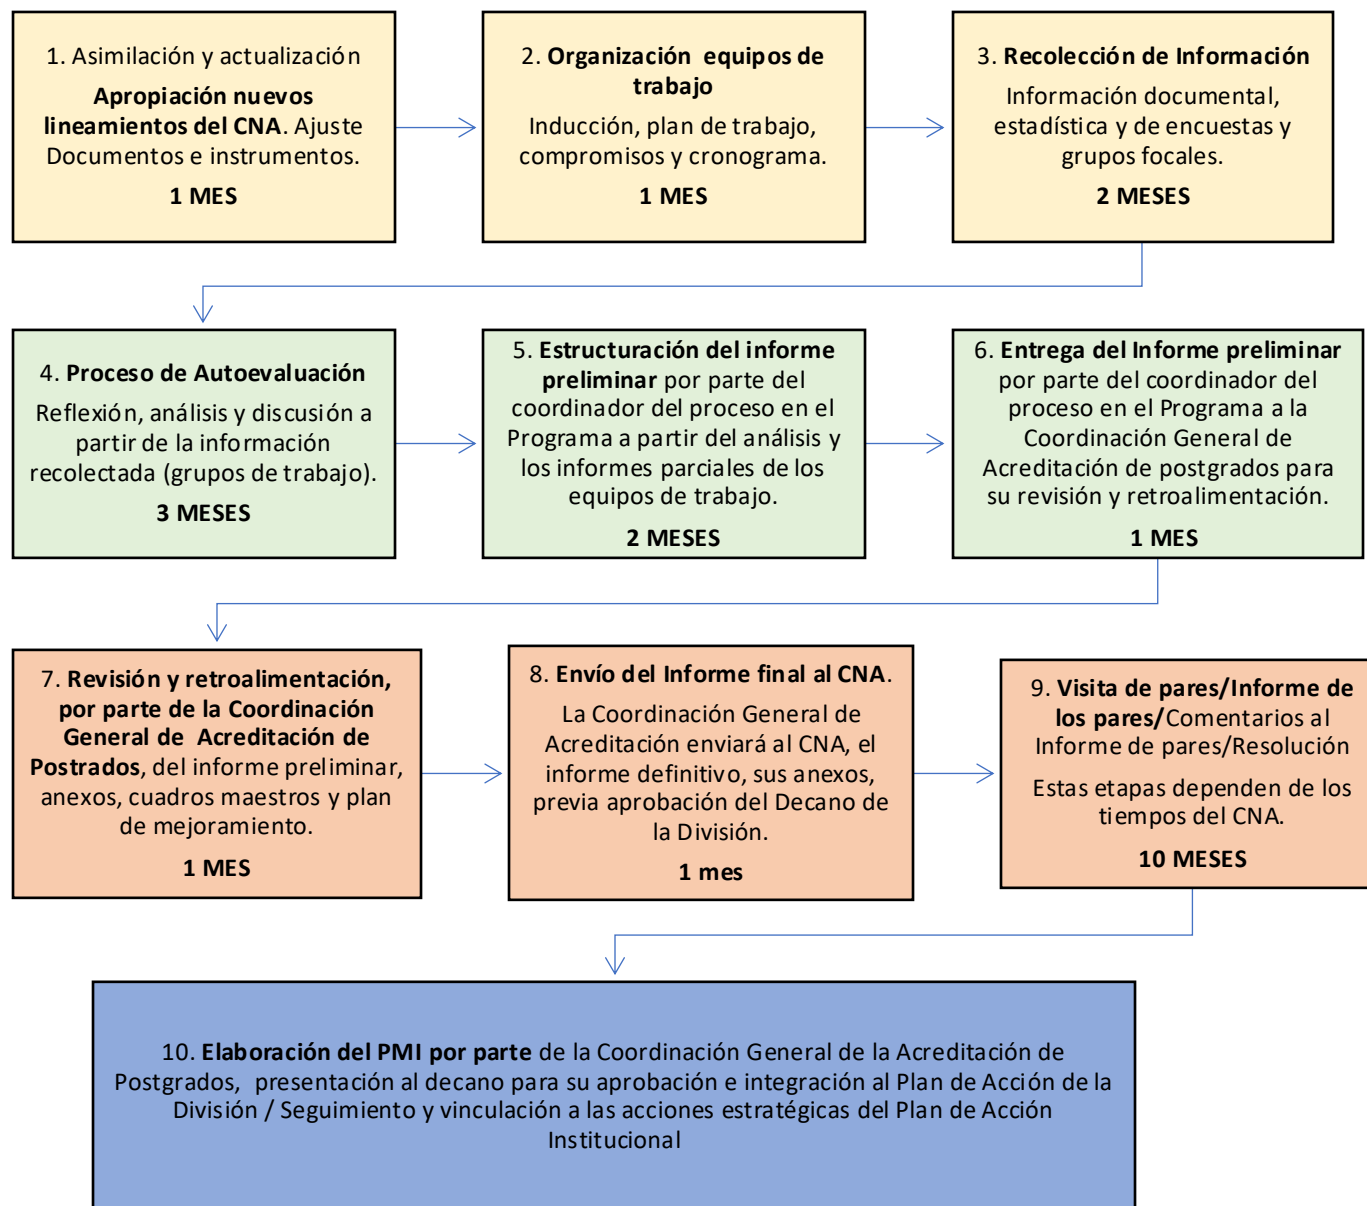 1. Asimilación y actualización
Apropiación nuevos
lineamientos del CNA. Ajuste
Documentos e instrumentos.
1 MES
2. Organización equipos de
trabajo
Inducción, plan de trabajo,
compromisos y cronograma.
1 MES
3. Recolección de Información
Información documental,
estadística y de encuestas y
grupos focales.
2 MESES
4. Proceso de Autoevaluación
Reflexión, análisis y discusión a
partir de la información
recolectada (grupos de trabajo).
3 MESES
5. Estructuración del informe
preliminar por parte del
coordinador del proceso en el
Programa a partir del análisis y
los informes parciales de los
equipos de trabajo.
2 MESES
6. Entrega del Informe preliminar
por parte del coordinador del
proceso en el Programa a la
Coordinación General de
Acreditación de postgrados para
su revisión y retroalimentación.
1 MES
7. Revisión y retroalimentación,
por parte de la Coordinación
General de Acreditación de
Postrados, del informe preliminar,
anexos, cuadros maestros y plan
de mejoramiento.
1 MES
8. Envío del Informe final al CNA.
La Coordinación General de
Acreditación enviará al CNA, el
informe definitivo, sus anexos,
previa aprobación del Decano de
la División.
1 mes
9. Visita de pares/Informe de
los pares/Comentarios al
Informe de pares/Resolución
Estas etapas dependen de los
tiempos del CNA.
10 MESES
10. Elaboración del PMI por parte de la Coordinación General de la Acreditación de
Postgrados, presentación al decano para su aprobación e integración al Plan de Acción de la
División / Seguimiento y vinculación a las acciones estratégicas del Plan de Acción
Institucional